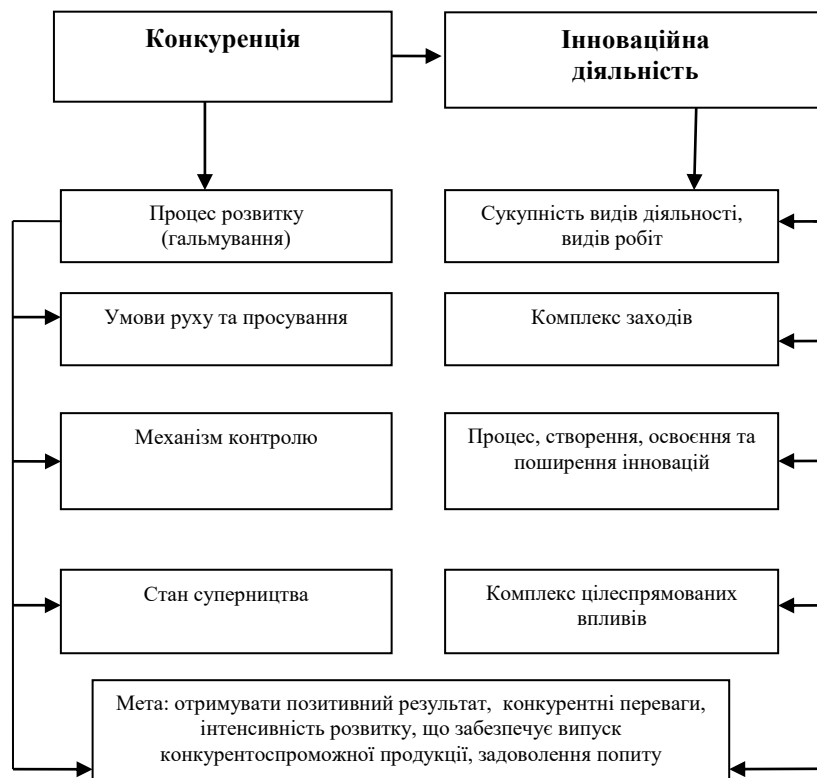 Конкуренція
Інноваційна
діяльність
Процес розвитку
(гальмування)
Сукупність видів діяльності,
видів робіт
Умови руху та просування
Комплекс заходів
Механізм контролю
Процес, створення, освоєння та
поширення інновацій
Стан суперництва
Комплекс цілеспрямованих
впливів
Мета: отримувати позитивний результат, конкурентні переваги,
інтенсивність розвитку, що забезпечує випуск
конкурентоспроможної продукції, задоволення попиту